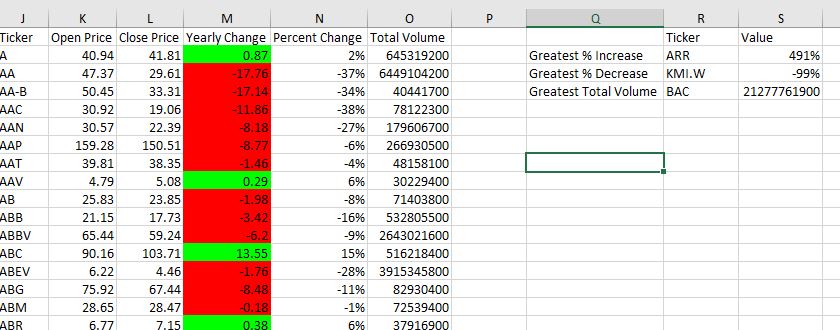 J K L M N O P Q R S
Ticker Open Price Close Price Yearly Change Percent Change Total Volume Ticker Value
A 40.94 41.81 0.87 2% 645319200 Greatest % Increase ARR 491%
AA 47.37 29.61 -17.76 -37% 6449104200 Greatest % Decrease KMI.W -99%
AA-B 50.45 33.31 -17.14 -34% 40441700 Greatest Total Volume BAC 21277761900
AAC 30.92 19.06 -11.86 -38% 78122300
AAN 30.57 22.39 -8.18 -27% 179606700
AAP 159.28 150.51 -8.77 -6% 266930500
AAT 39.81 38.35 -1.46 -4% 48158100
AAV 4.79 5.08 0.29 6% 30229400
AB 25.83 23.85 -1.98 -8% 71403800
ABB 21.15 17.73 -3.42 -16% 532805500
ABBV 65.44 59.24 -6.2 -9% 2643021600
ABC 90.16 103.71 13.55 15% 516218400
ABEV 6.22 4.46 -1.76 -28% 3915345800
ABG 75.92 67.44 -8.48 -11% 82930400
ABM 28.65 28.47 -0.18 -1% 72539400
ABR 6.77 7.15 0.38 6% 37916900